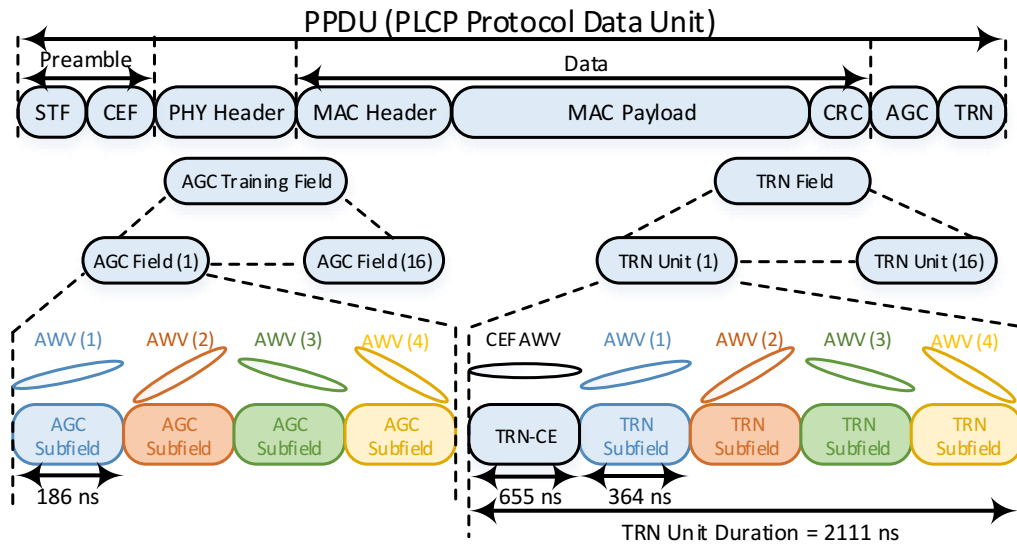 PPDU (PLCP Protocol Data Unit)
Preamble
Data
STF
CEF
PHY Header
MAC Header
MAC Payload
CRC
AGC
TRN
AGC Training Field
TRN Field
AGC Field (1)
AGC Field (16)
TRN Unit (1)
TRN Unit (16)
AWV (1)
AWV (2)
AWV (3)
AWV (4)
CEF AWV
AWV (1)
AWV (2)
AWV (3)
AWV (4)
AGC
Subfield
AGC
Subfield
AGC
Subfield
AGC
Subfield
TRN-CE
TRN
Subfield
TRN
Subfield
TRN
Subfield
TRN
Subfield
186 ns
655 ns
364 ns
TRN Unit Duration = 2111 ns